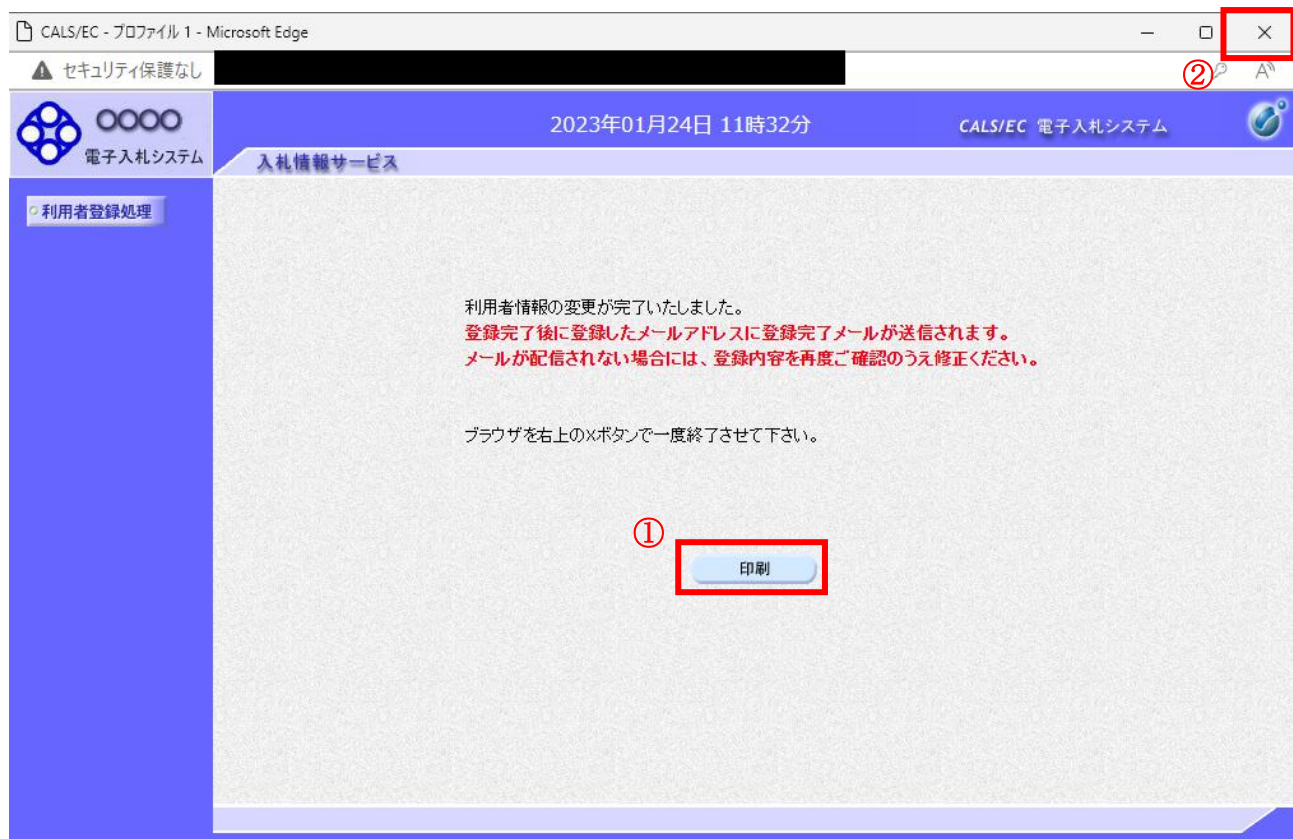 CALS/EC - プロファイル 1 - Microsoft Edge
セキュリティ保護なし
②
A
〇〇〇〇
電子入札システム
2023年01月24日 11時32分
CALS/EC 電子入札システム
入札情報サービス
利用者登録処理
利用者情報の変更が完了いたしました。
登録完了後に登録したメールアドレスに登録完了メールが送信されます。
メールが配信されない場合には、登録内容を再度ご確認のうえ修正ください。
ブラウザを右上の×ボタンで一度終了させて下さい。
①
印刷